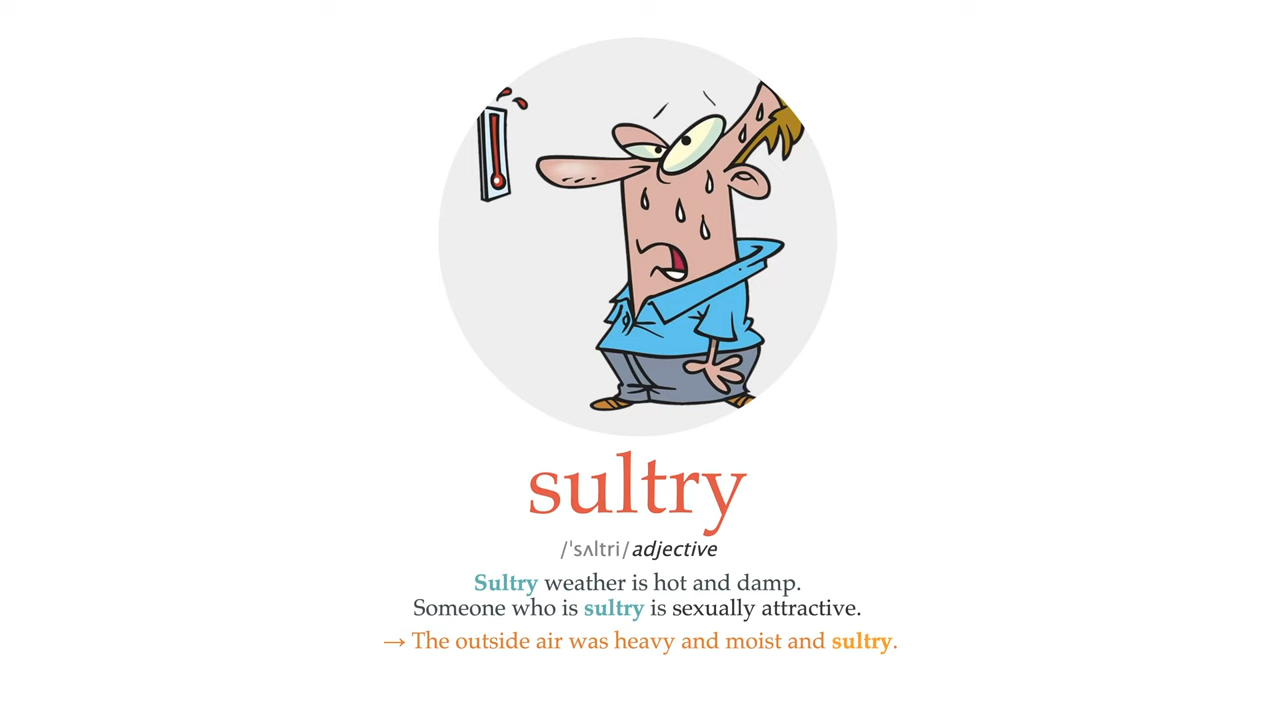 sultry
/ˈsʌltri/ adjective
Sultry weather is hot and damp.
Someone who is sultry is sexually attractive.
→ The outside air was heavy and moist and sultry.